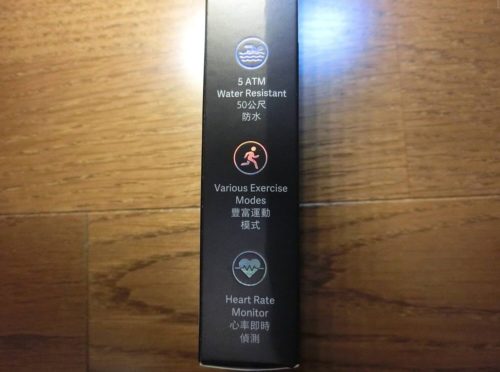 5 ATM
Water Resistant
50公尺
防水
Various Exercise
Modes
豐富運動
模式
Heart Rate
Monitor
心率即時
偵測